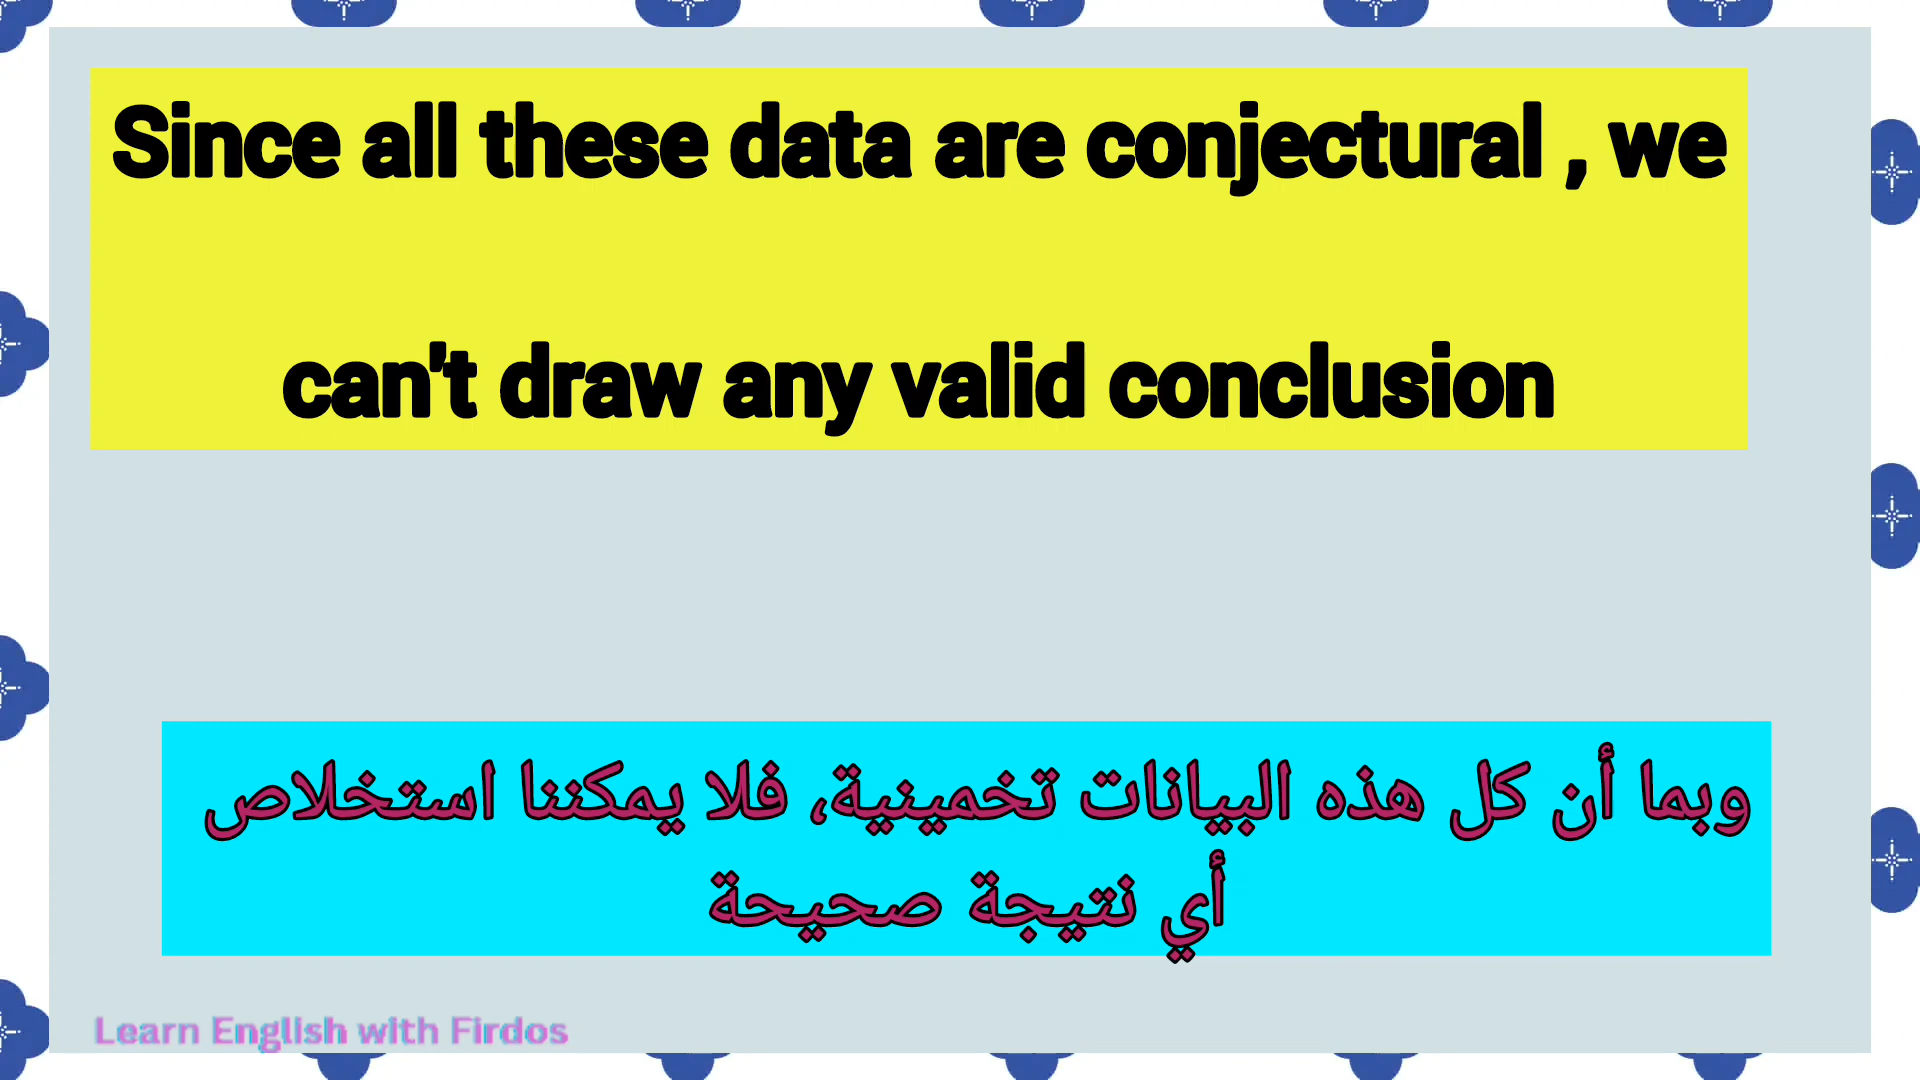 Since all these data are conjectural , we
can't draw any valid conclusion
وبما أن كل هذه البيانات تخمينية، فلا يمكننا استخلاص
أي نتيجة صحيحة
Learn English with Firdos